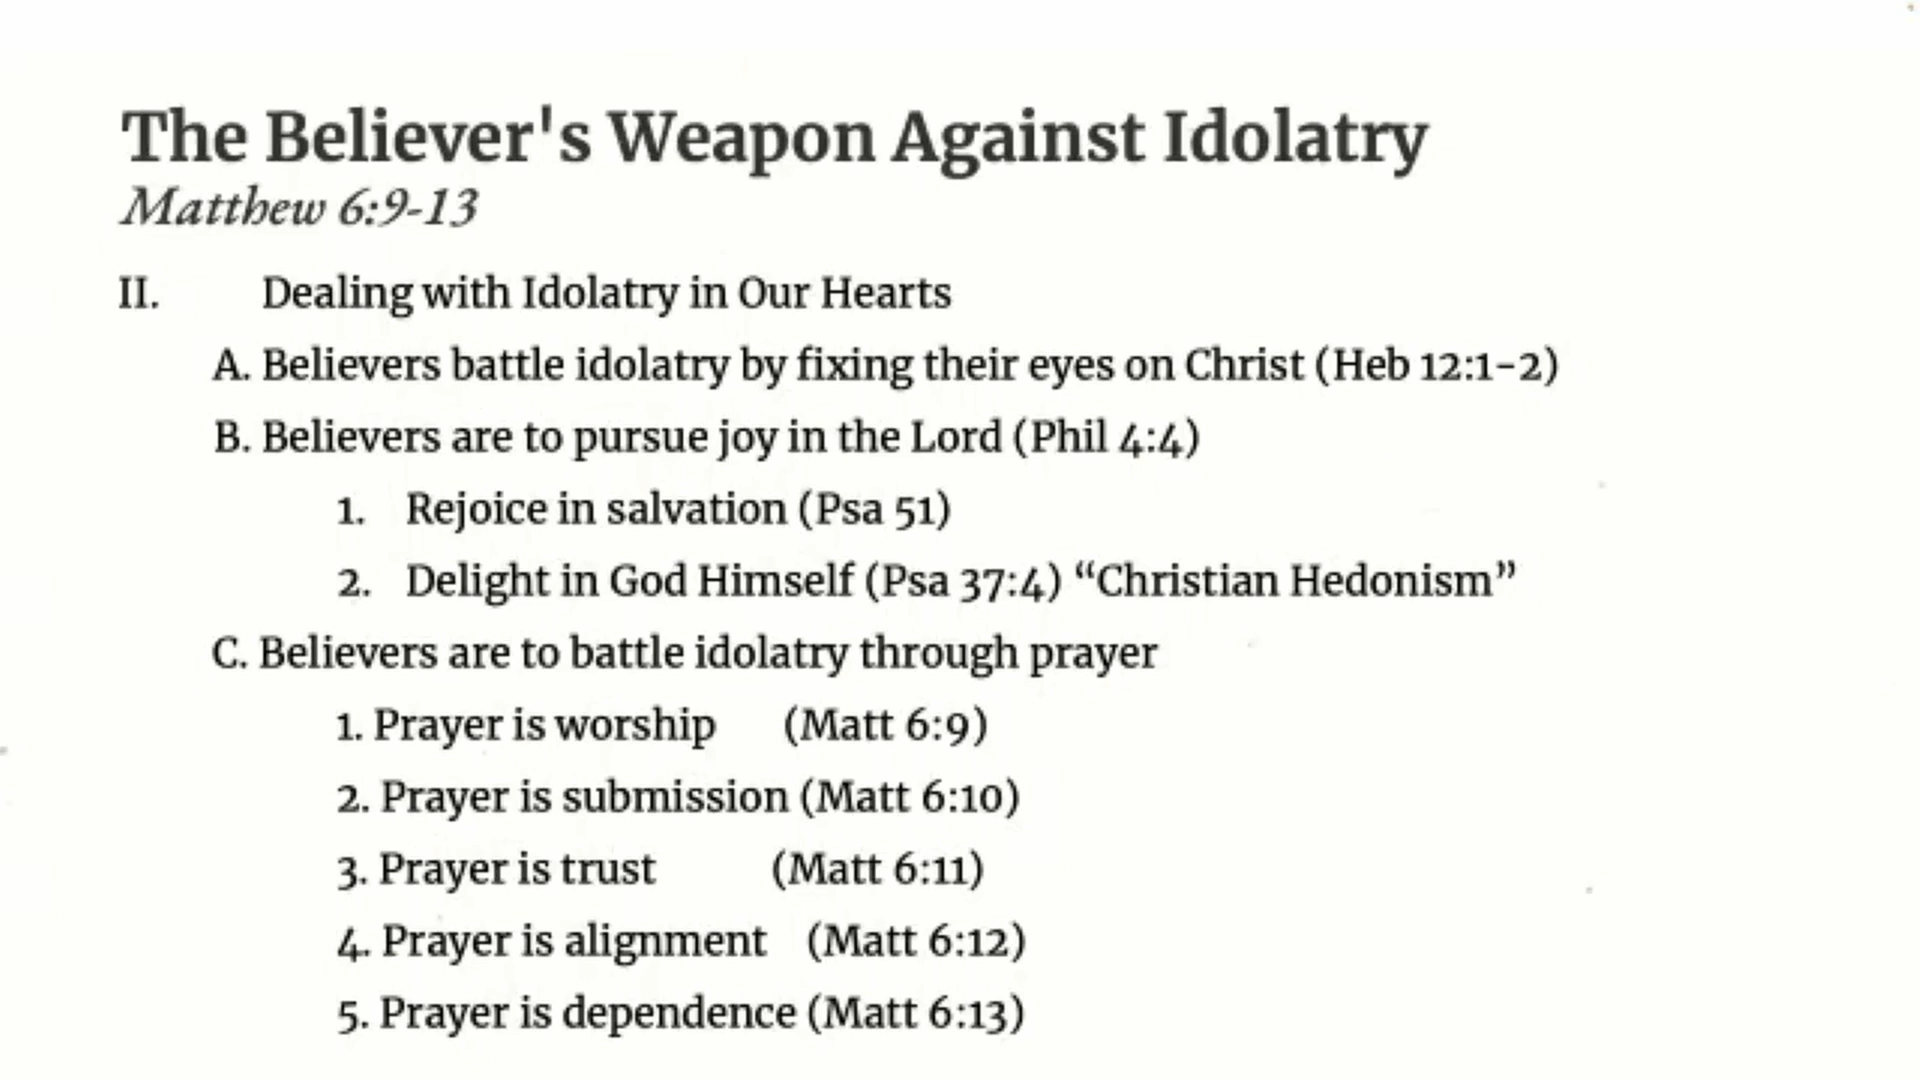 The Believer's Weapon Against Idolatry
Matthew 6:9-13
II. Dealing with Idolatry in Our Hearts
A. Believers battle idolatry by fixing their eyes on Christ (Heb 12:1-2)
B. Believers are to pursue joy in the Lord (Phil 4:4)
1. Rejoice in salvation (Psa 51)
2. Delight in God Himself (Psa 37:4) “Christian Hedonism”
C. Believers are to battle idolatry through prayer
1. Prayer is worship (Matt 6:9)
2. Prayer is submission (Matt 6:10)
3. Prayer is trust (Matt 6:11)
4. Prayer is alignment (Matt 6:12)
5. Prayer is dependence (Matt 6:13)